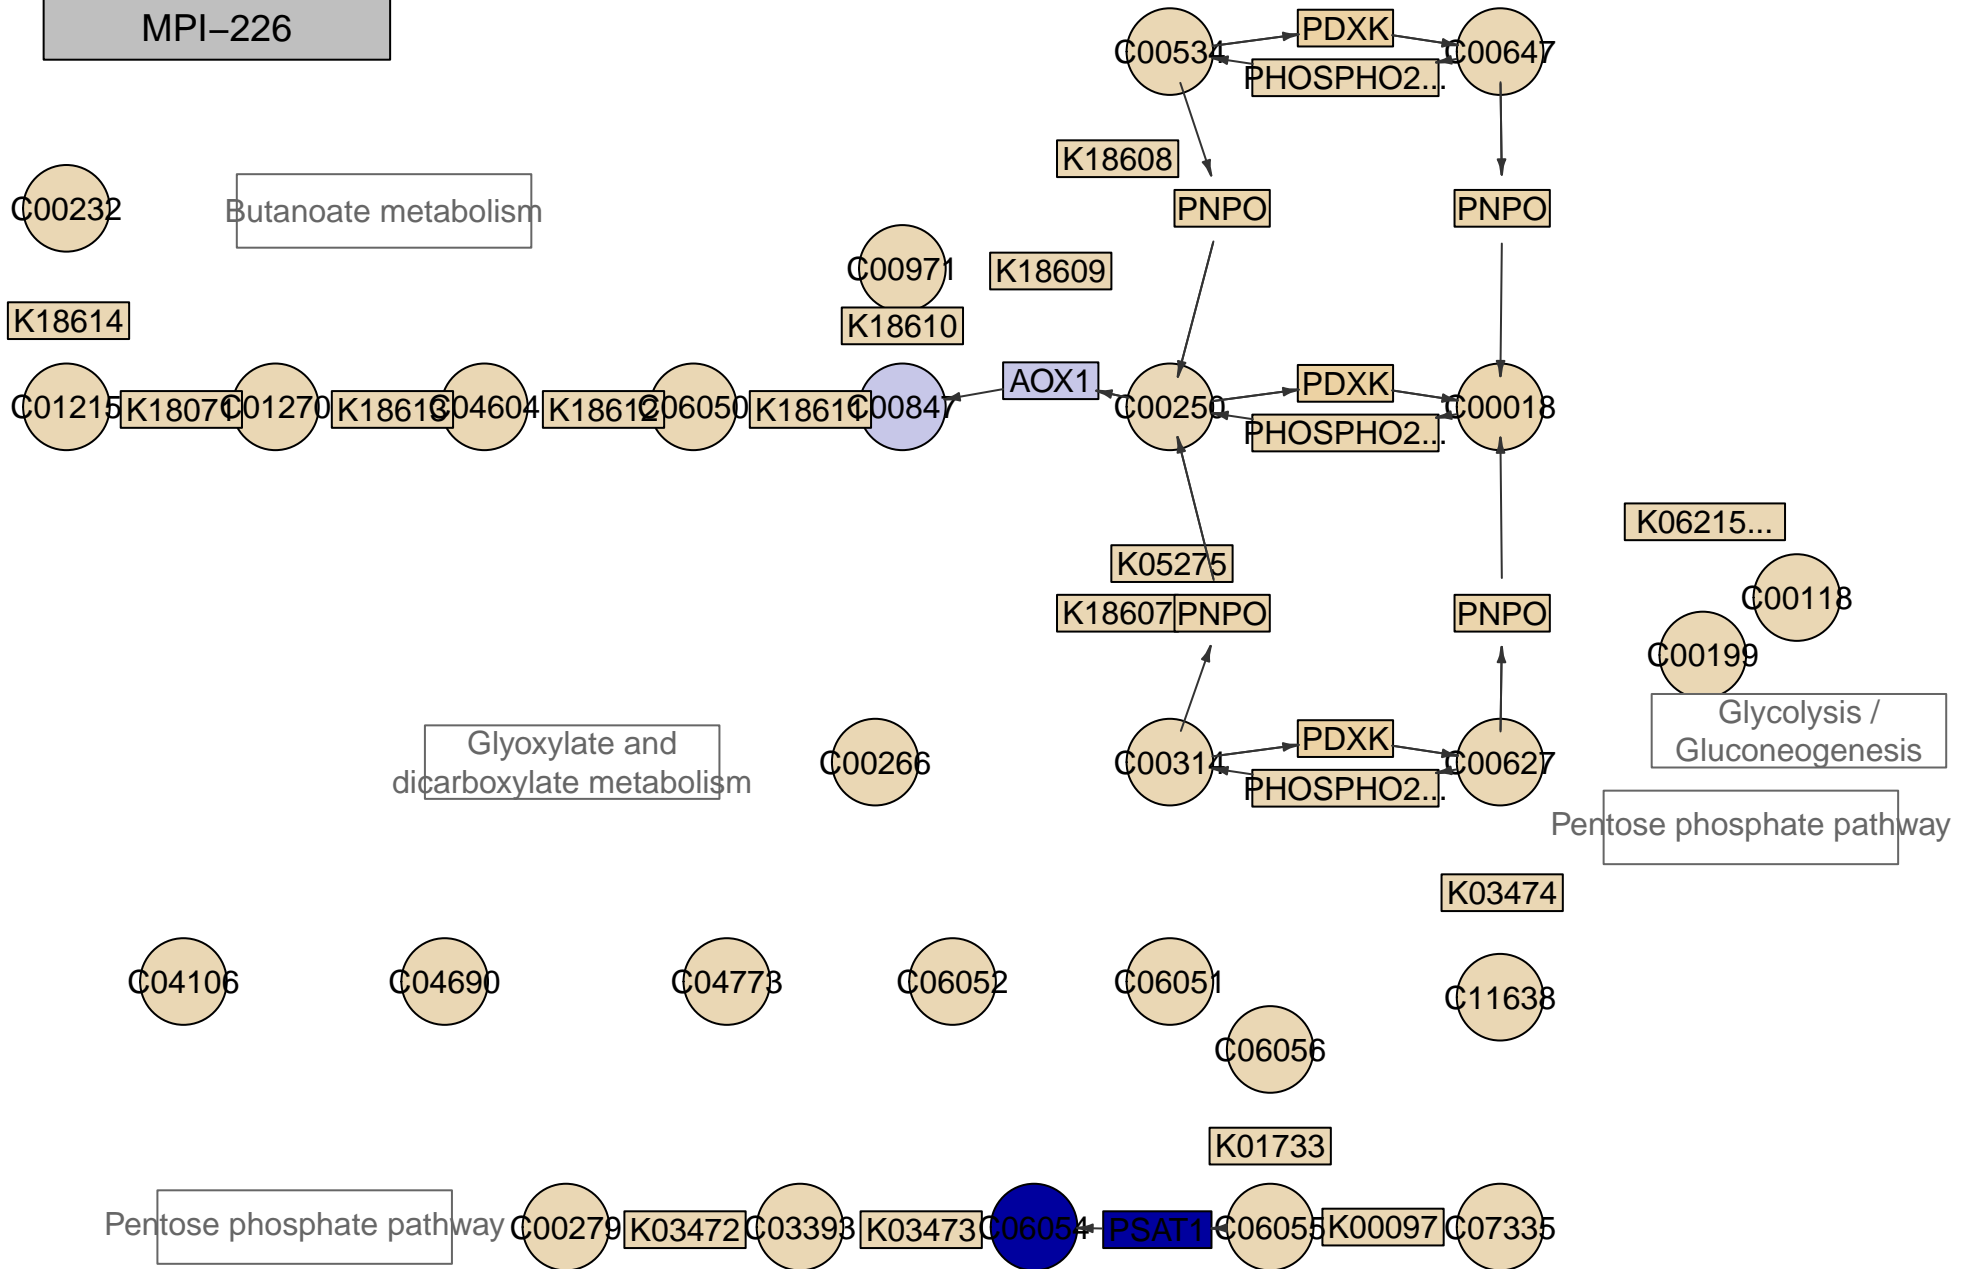 MPI−226
C00534
PDXK
C00647
PHOSPHO2...
K18608
C00232
Butanoate metabolism
PNPO
PNPO
C00971
K18609
K18614
K18610
AOX1
PDXK
C01215
K18071
C01270
K18613
C04604
K18612
C06050
K18611
C00847
C00250
C00018
PHOSPHO2...
K06215...
K05275
C00118
K18607
PNPO
PNPO
C00199
Glycolysis /
Gluconeogenesis
Glyoxylate and
dicarboxylate metabolism
C00266
C00314
PDXK
C00627
PHOSPHO2...
Pentose phosphate pathway
K03474
C04106
C04690
C04773
C06052
C06051
C11638
C06056
K01733
Pentose phosphate pathway
C00279
K03472
C03393
K03473
C06054
PSAT1
C06055
K00097
C07335